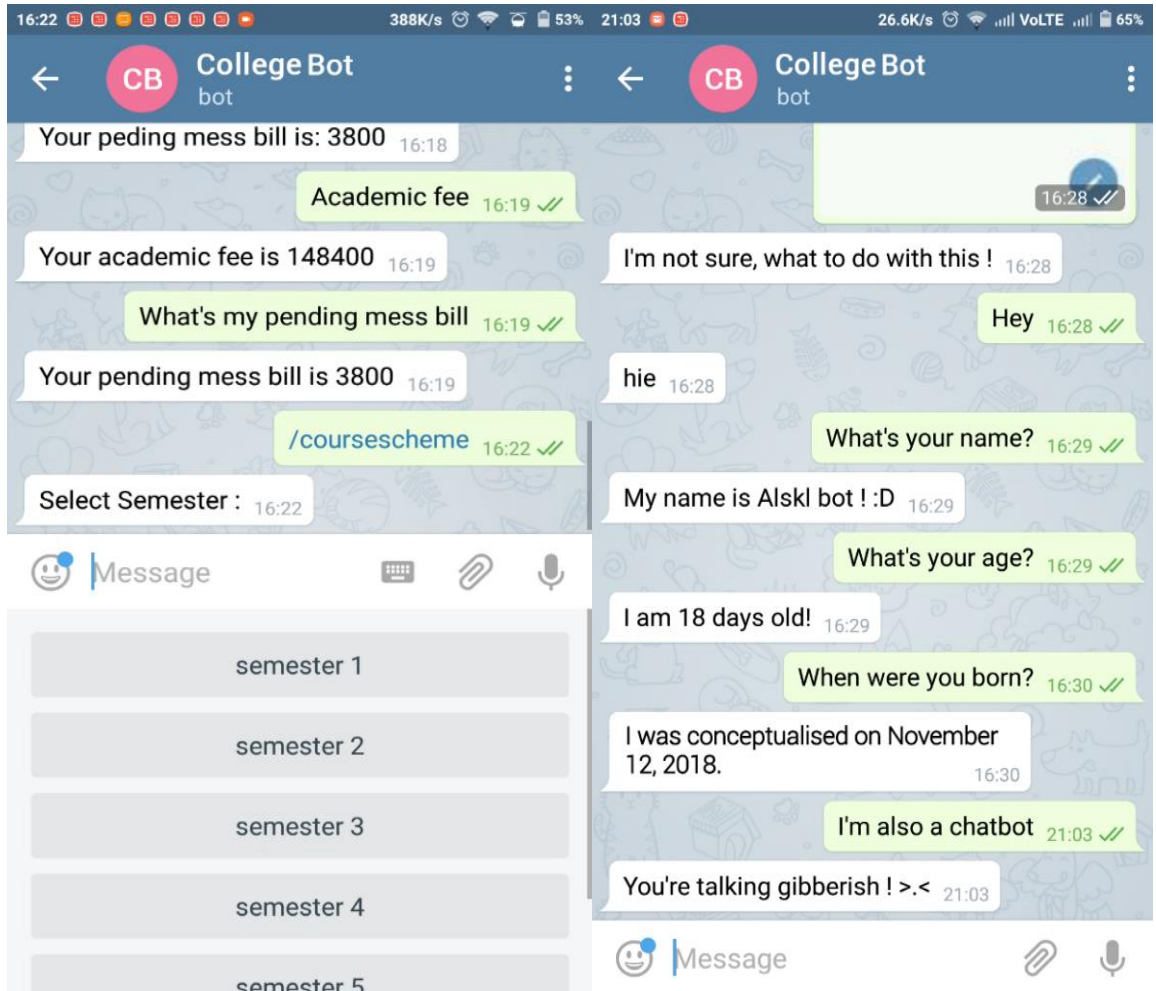 16:22
388K/s
53%
CB
College Bot
bot
Your peding mess bill is: 3800 16:18
Academic fee 16:19
Your academic fee is 148400 16:19
What's my pending mess bill 16:19
Your pending mess bill is 3800 16:19
/coursescheme 16:22
Select Semester : 16:22
Message
semester 1
semester 2
semester 3
semester 4
semester 5
21:03
26.6K/s
VoLTE
65%
CB
College Bot
bot
16:28
I'm not sure, what to do with this ! 16:28
Hey 16:28
hie 16:28
What's your name? 16:29
My name is Alskl bot ! :D 16:29
What's your age? 16:29
I am 18 days old! 16:29
When were you born? 16:30
I was conceptualised on November
12, 2018. 16:30
I'm also a chatbot 21:03
You're talking gibberish ! >.< 21:03
Message